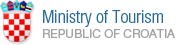 Ministry of Tourism
REPUBLIC OF CROATIA